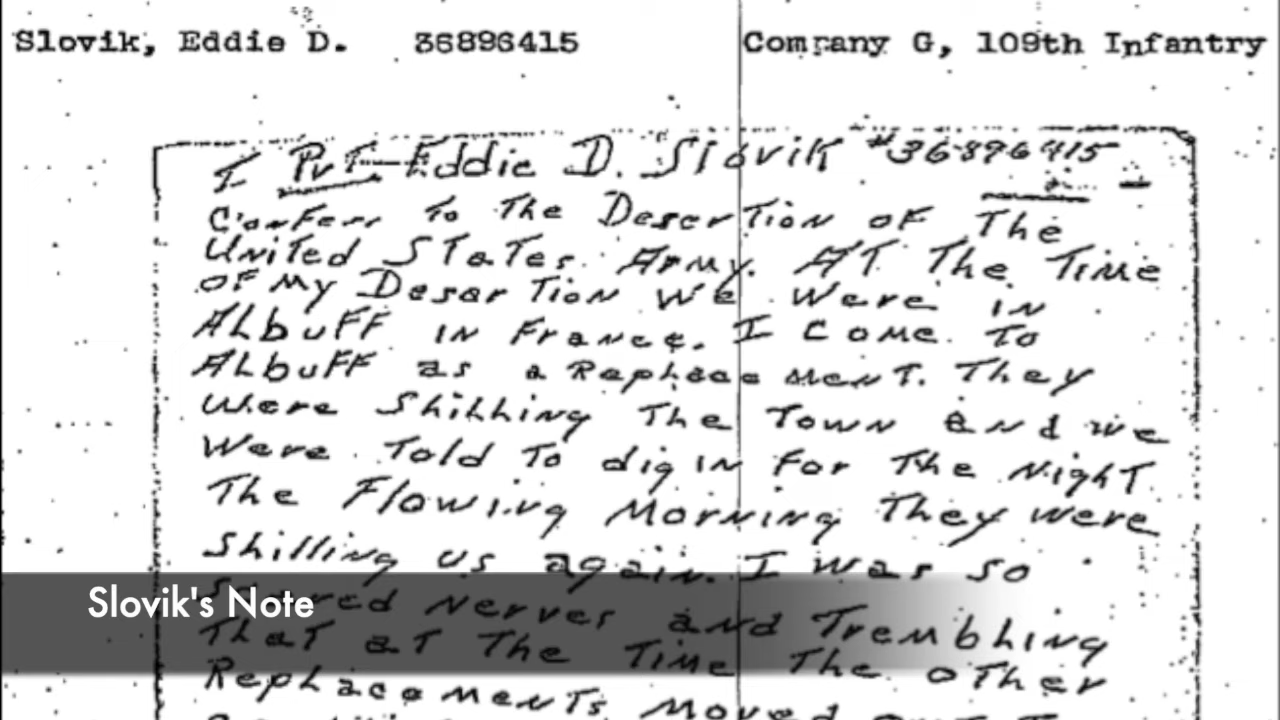 Slovik, Eddie D. 36896415 Company G, 109th Infantry
I Pvt Eddie D. Slovik #36896415
Confess To The Desertion of The
United States Army. AT The Time
of My Desertion we were in
Albuff in France. I come To
Albuff as a Replacement. They
were Shilling The Town and we
were Told To dig in for The Night
The Flowing Morning They were
Shilling us again. I was so
nerves and Trembling
That aT The Time The other
Replacements Moved
Slovik's Note